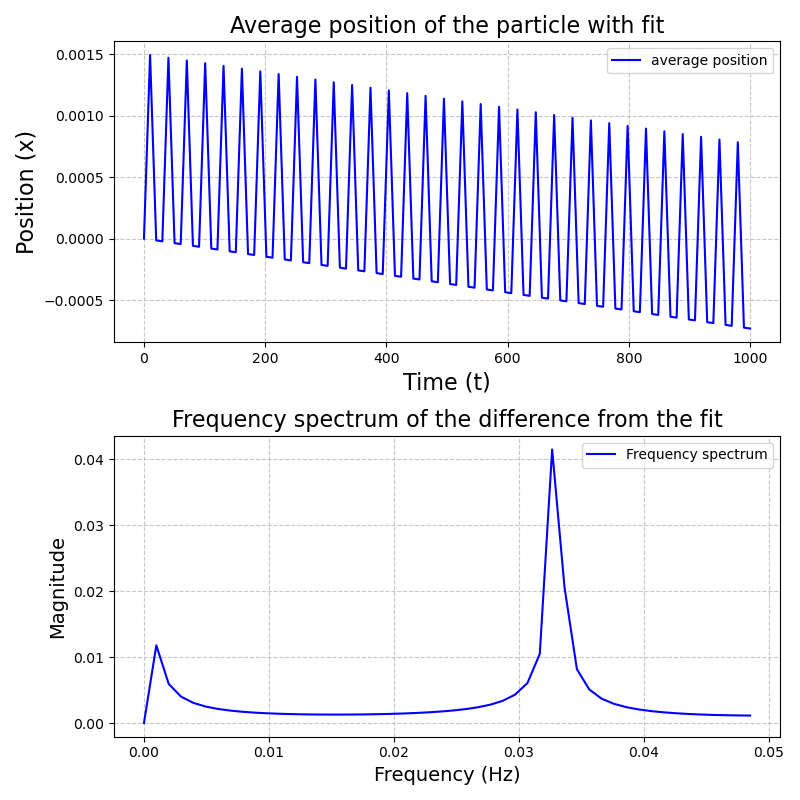 Average position of the particle with fit
average position
0.0015
0.0010
0.0005
0.0000
−0.0005
Position (x)
0 200 400 600 800 1000
Time (t)
Frequency spectrum of the difference from the fit
Frequency spectrum
0.04
0.03
0.02
0.01
0.00
Magnitude
0.00 0.01 0.02 0.03 0.04 0.05
Frequency (Hz)